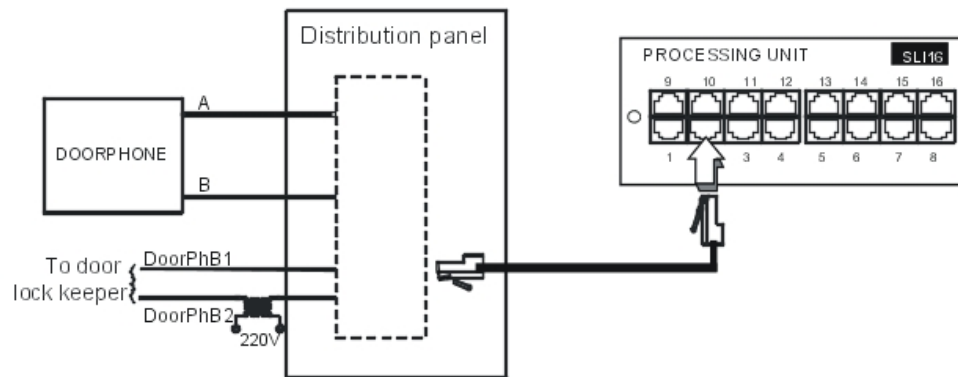 Distribution panel
PROCESSING UNIT
SLI16
9 10 11 12 13 14 15 16
1 3 4 5 6 7 8
A
DOORPHONE
B
DoorPhB1
To door
lock keeper
DoorPhB2
220V